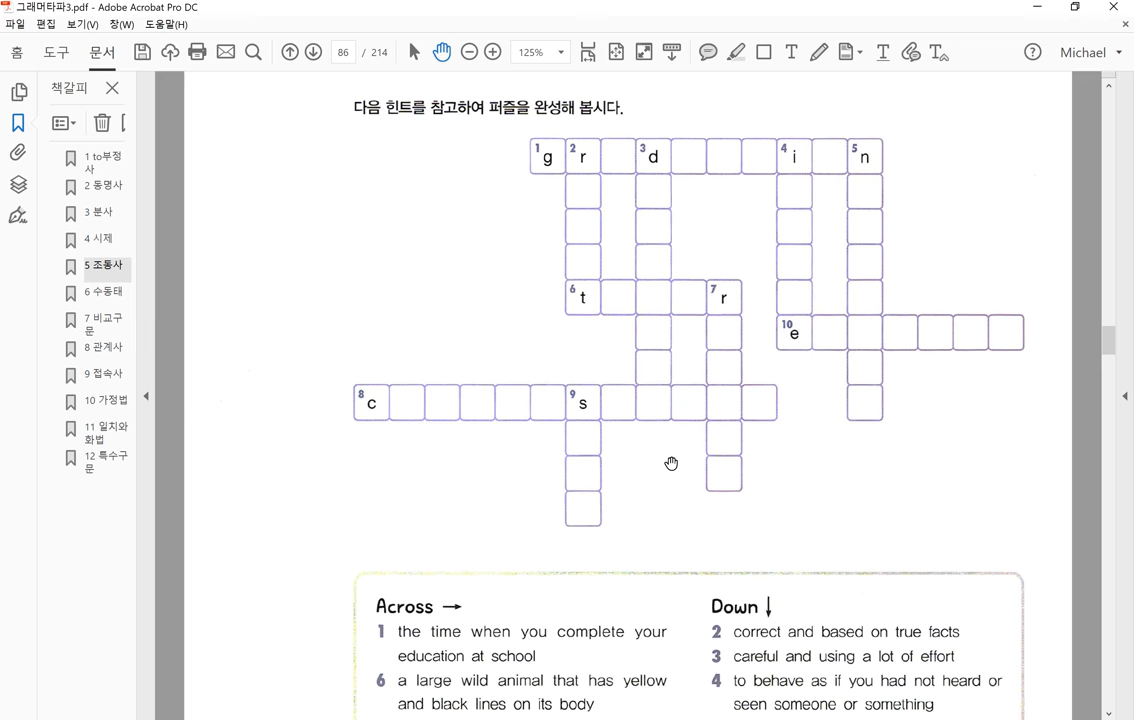 그래머타파3.pdf - Adobe Acrobat Pro DC
파일 편집 보기(V) 창(W) 도움말(H)
홈 도구 문서 86 / 214 125% Michael
책갈피
1 to부정
사
2 동명사
3 분사
4 시제
5 조동사
6 수동태
7 비교구
문
8 관계사
9 접속사
10 가정법
11 일치와
화법
12 특수구
문
다음 힌트를 참고하여 퍼즐을 완성해 봅시다.
1 g 2 r 3 d 4 i 5 n
6 t 7 r
10 e
8 c 9 s
Across →
1 the time when you complete your
education at school
6 a large wild animal that has yellow
and black lines on its body
Down ↓
2 correct and based on true facts
3 careful and using a lot of effort
4 to behave as if you had not heard or
seen someone or something